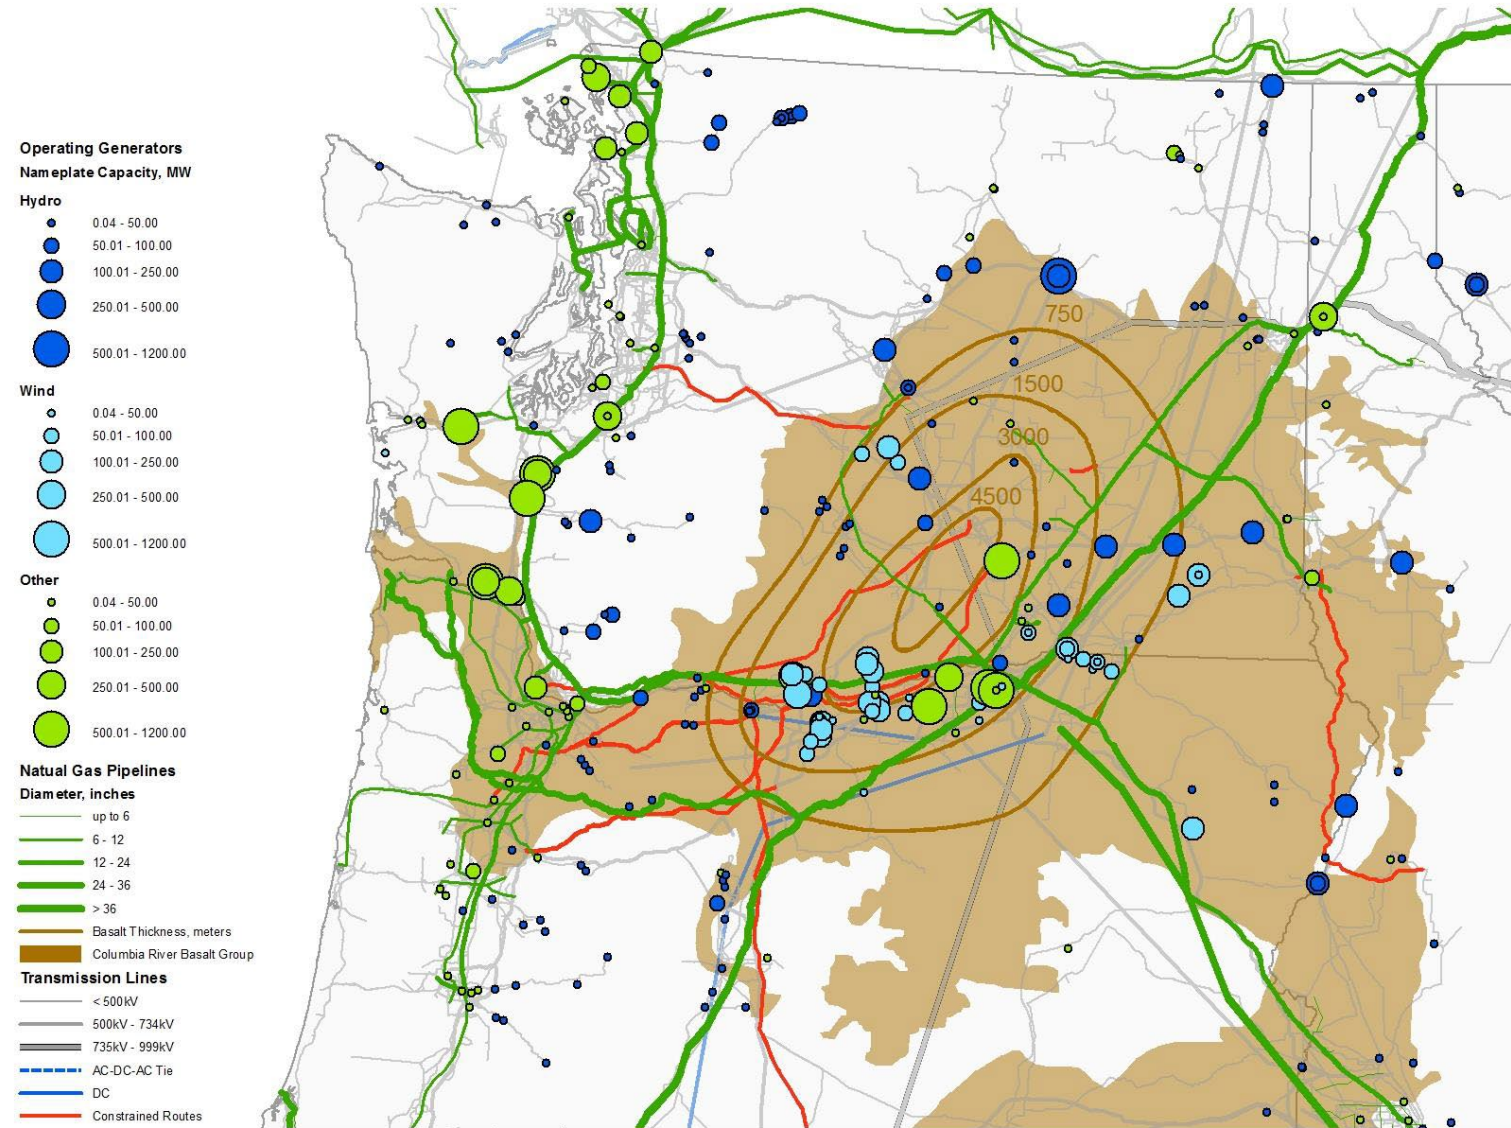 Operating Generators
Nameplate Capacity, MW
Hydro
0.04 - 50.00
50.01 - 100.00
100.01 - 250.00
250.01 - 500.00
500.01 - 1200.00
Wind
0.04 - 50.00
50.01 - 100.00
100.01 - 250.00
250.01 - 500.00
500.01 - 1200.00
Other
0.04 - 50.00
50.01 - 100.00
100.01 - 250.00
250.01 - 500.00
500.01 - 1200.00
Natural Gas Pipelines
Diameter, inches
up to 6
6 - 12
12 - 24
24 - 36
> 36
Basalt Thickness, meters
Columbia River Basalt Group
Transmission Lines
< 500kV
500kV - 734kV
735kV - 999kV
AC-DC-AC Tie
DC
Constrained Routes
750
1500
3000
4500